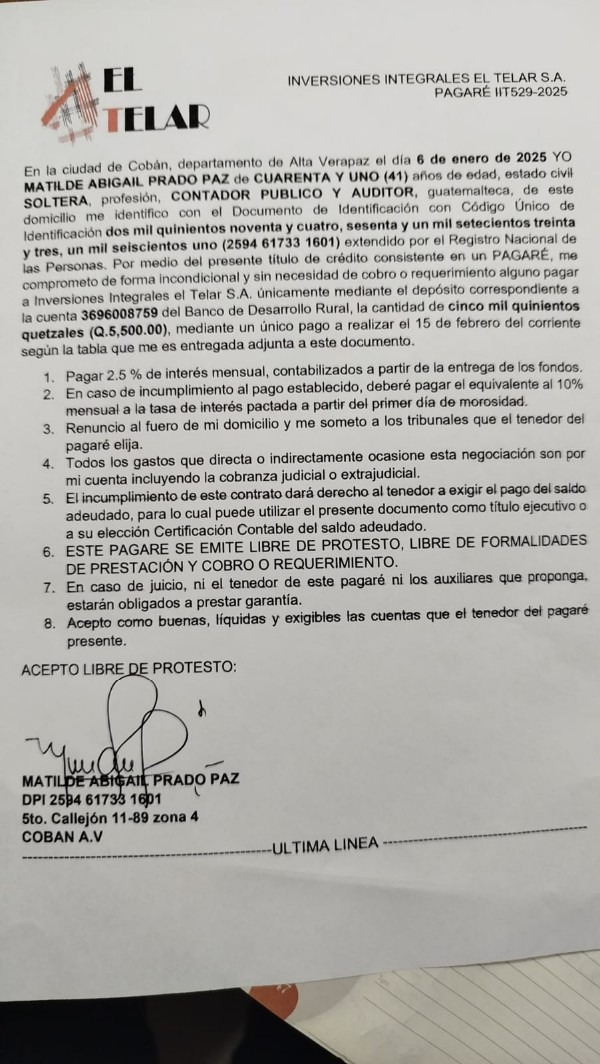 EL
TELAR
INVERSIONES INTEGRALES EL TELAR S.A.
PAGARÉ IIT529-2025
En la ciudad de Cobán, departamento de Alta Verapaz el día 6 de enero de 2025 YO
MATILDE ABIGAIL PRADO PAZ de CUARENTA Y UNO (41) años de edad, estado civil
SOLTERA, profesión, CONTADOR PUBLICO Y AUDITOR, guatemalteca, de este
domicilio me identifico con el Documento de Identificación con Código Único de
Identificación dos mil quinientos noventa y cuatro, sesenta y un mil setecientos treinta
y tres, un mil seiscientos uno (2594 61733 1601) extendido por el Registro Nacional de
las Personas. Por medio del presente título de crédito consistente en un PAGARÉ, me
comprometo de forma incondicional y sin necesidad de cobro o requerimiento alguno pagar
a Inversiones Integrales el Telar S.A. únicamente mediante el depósito correspondiente a
la cuenta 3696008759 del Banco de Desarrollo Rural, la cantidad de cinco mil quinientos
quetzales (Q.5,500.00), mediante un único pago a realizar el 15 de febrero del corriente
según la tabla que me es entregada adjunta a este documento.
1. Pagar 2.5 % de interés mensual, contabilizados a partir de la entrega de los fondos.
2. En caso de incumplimiento al pago establecido, deberé pagar el equivalente al 10%
mensual a la tasa de interés pactada a partir del primer día de morosidad.
3. Renuncio al fuero de mi domicilio y me someto a los tribunales que el tenedor del
pagaré elija.
4. Todos los gastos que directa o indirectamente ocasione esta negociación son por
mi cuenta incluyendo la cobranza judicial o extrajudicial.
5. El incumplimiento de este contrato dará derecho al tenedor a exigir el pago del saldo
adeudado, para lo cual puede utilizar el presente documento como título ejecutivo o
a su elección Certificación Contable del saldo adeudado.
6. ESTE PAGARE SE EMITE LIBRE DE PROTESTO, LIBRE DE FORMALIDADES
DE PRESTACIÓN Y COBRO O REQUERIMIENTO.
7. En caso de juicio, ni el tenedor de este pagaré ni los auxiliares que proponga,
estarán obligados a prestar garantía.
8. Acepto como buenas, líquidas y exigibles las cuentas que el tenedor del pagaré
presente.
ACEPTO LIBRE DE PROTESTO:
MATILDE ABIGAIL PRADO PAZ
DPI 2594 61733 1601
5to. Callejón 11-89 zona 4
COBAN A.V
-----------------------------------ULTIMA LINEA -----------------------------